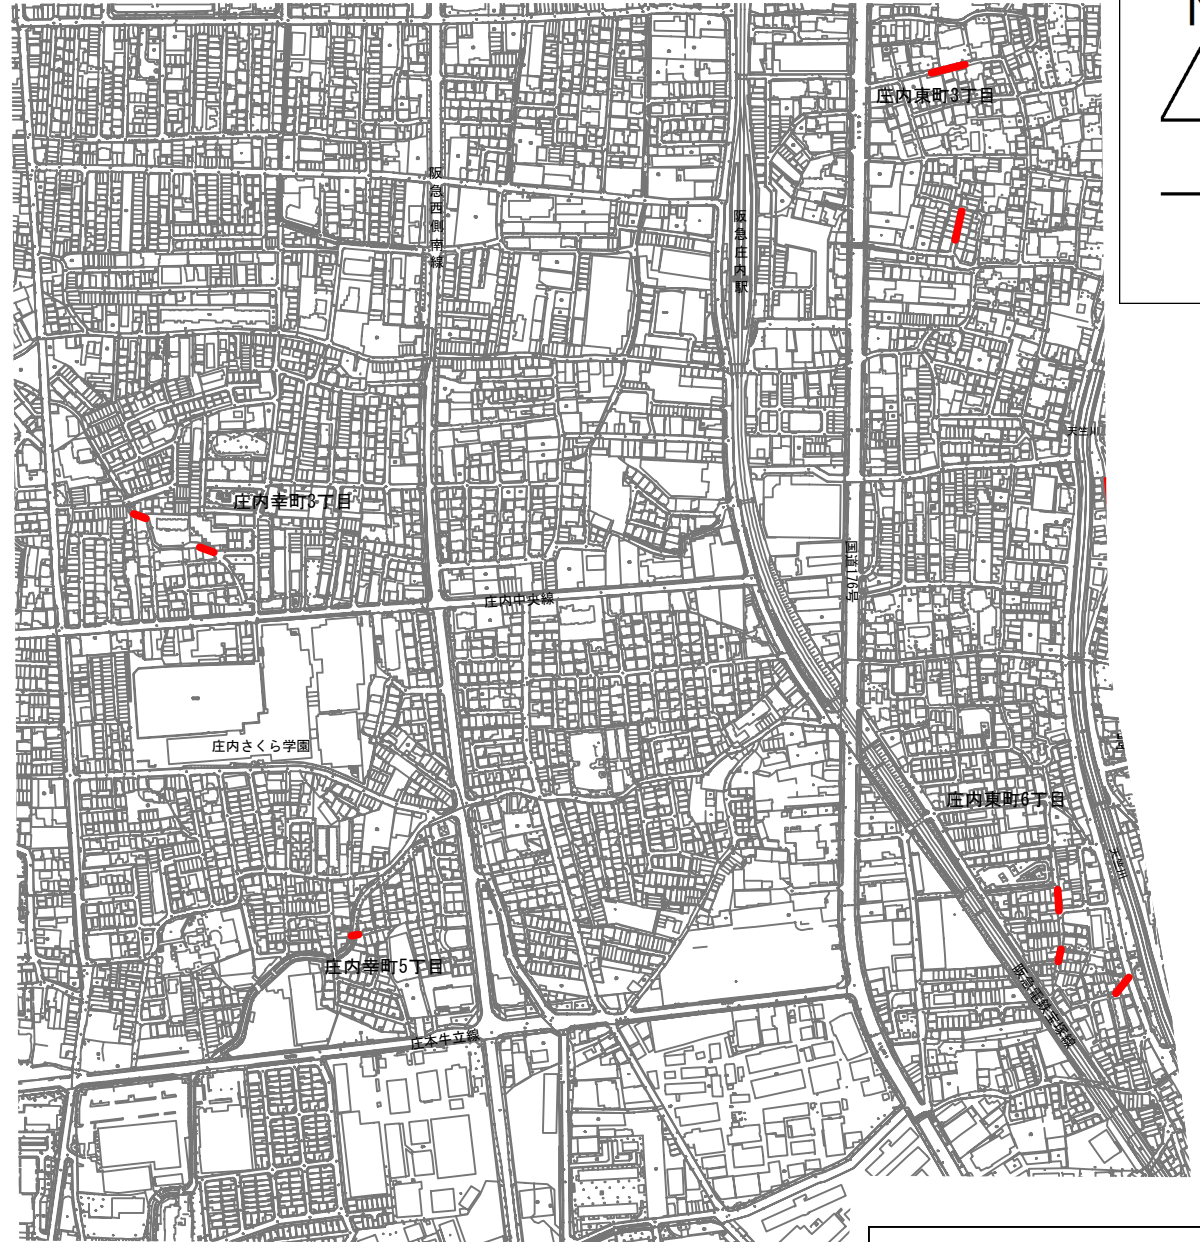 庄内東町3丁目
阪急西側南線
阪急庄内駅
天竺川
庄内幸町3丁目
国道176号
庄内中央線
庄内さくら学園
庄内東町6丁目
天竺川
庄内幸町5丁目
阪急電鉄宝塚線
庄本牛立線